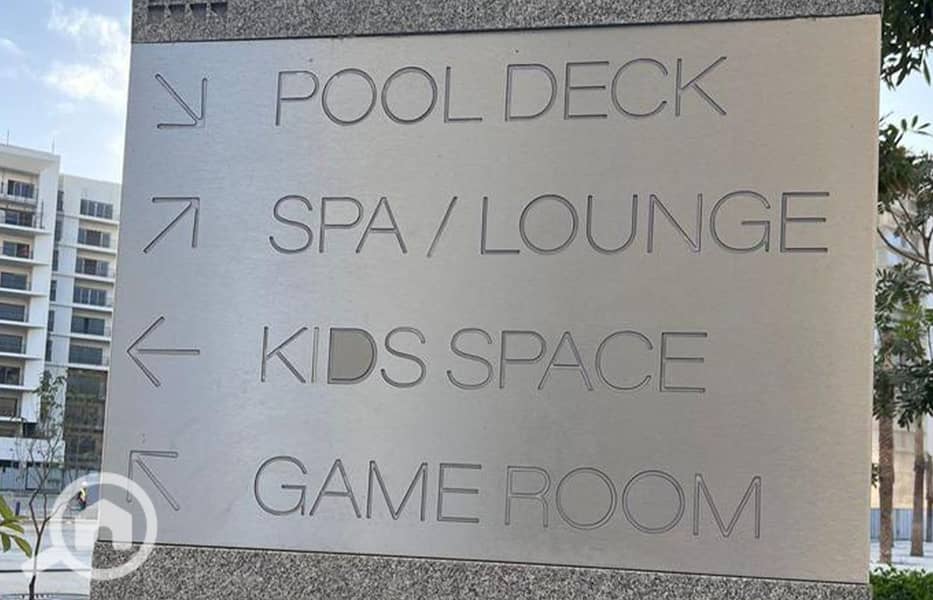 ↘ POOL DECK
↗ SPA / LOUNGE
← KIDS SPACE
↖ GAME ROOM